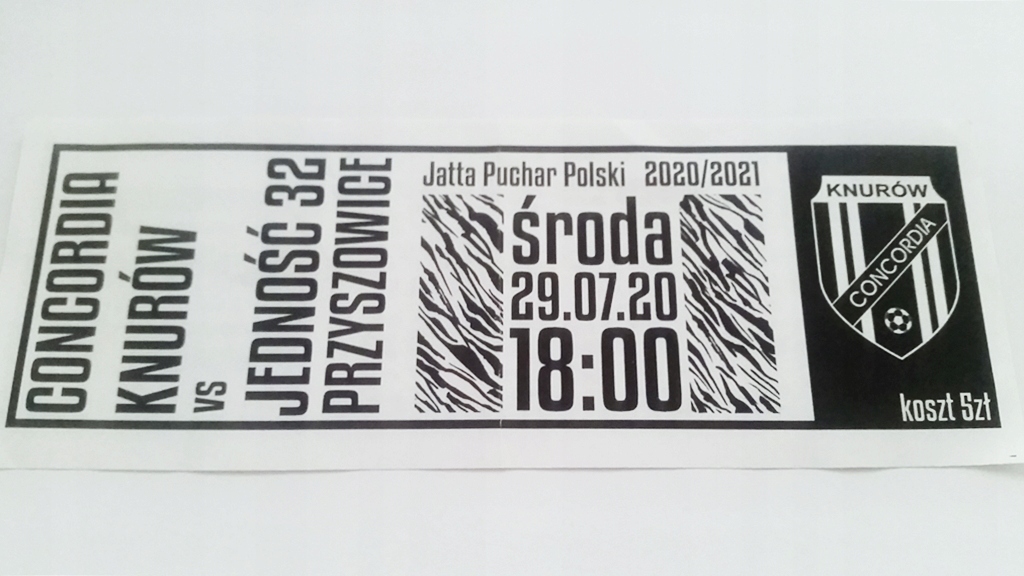 CONCORDIA
KNURÓW
vs
JEDNOŚĆ 32
PRZYSZOWICE
Jatta Puchar Polski 2020/2021
środa
29.07.20
18:00
KNURÓW
CONCORDIA
koszt 5zł